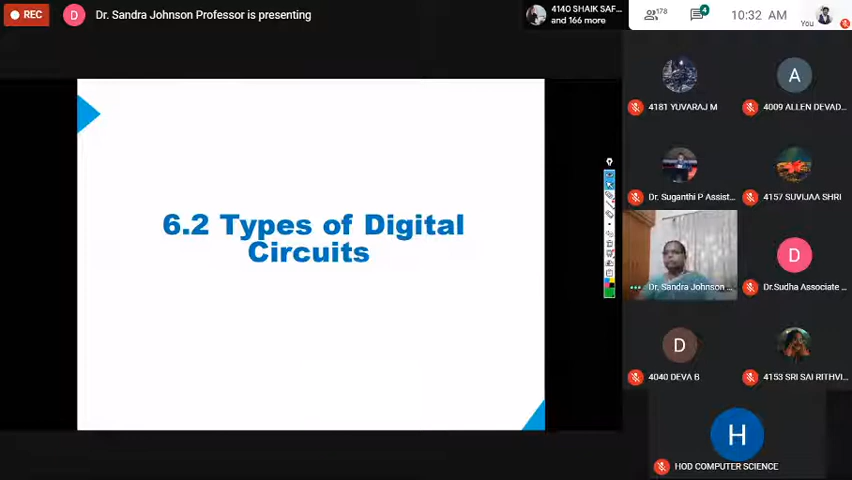 REC
D
Dr. Sandra Johnson Professor is presenting
4140 SHAIK SAF...
and 166 more
178
4
10:32 AM
You
6.2 Types of Digital
Circuits
4181 YUVARAJ M
A
4009 ALLEN DEVAD...
Dr. Suganthi P Assist...
4157 SUVIJAA SHRI
Dr. Sandra Johnson ...
D
Dr.Sudha Associate ...
D
4040 DEVA B
4153 SRI SAI RITHVI...
H
HOD COMPUTER SCIENCE